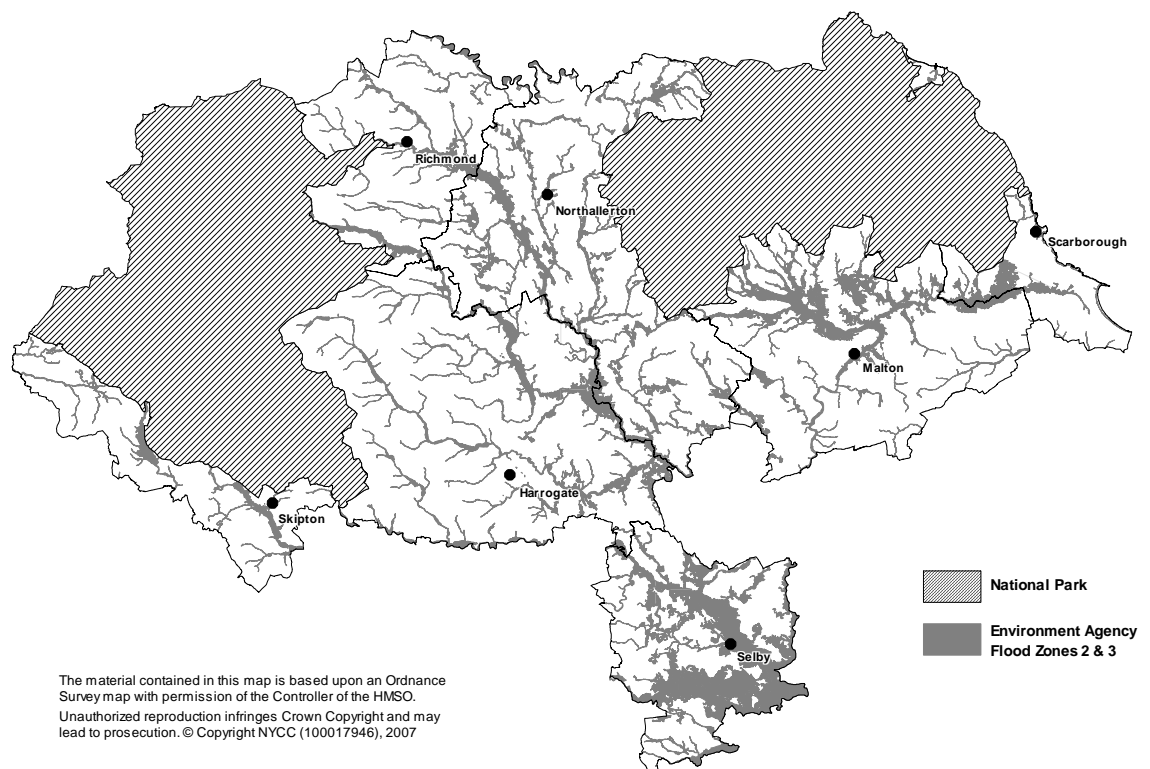 Richmond
Northallerton
Scarborough
Malton
Harrogate
Skipton
National Park
Environment Agency
Flood Zones 2 & 3
Selby
The material contained in this map is based upon an Ordnance
Survey map with permission of the Controller of the HMSO.
Unauthorized reproduction infringes Crown Copyright and may
lead to prosecution. © Copyright NYCC (100017946), 2007